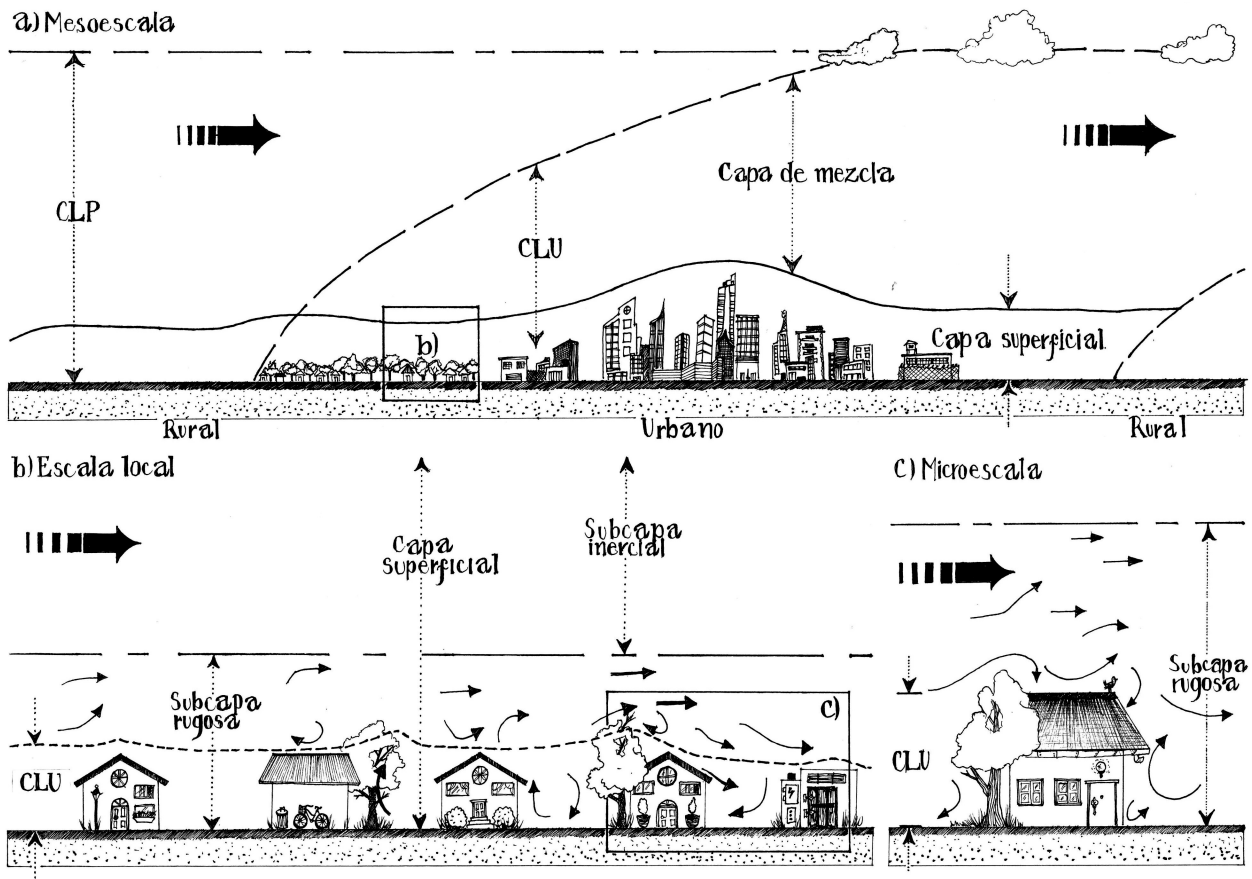 a) Mesoescala
CLP
CLU
Capa de mezcla
b)
Capa superficial
Rural
Urbano
Rural
b) Escala local
Capa
superficial
Subcapa
inercial
Subcapa
rugosa
CLU
c)
c) Microescala
Subcapa
rugosa
CLU